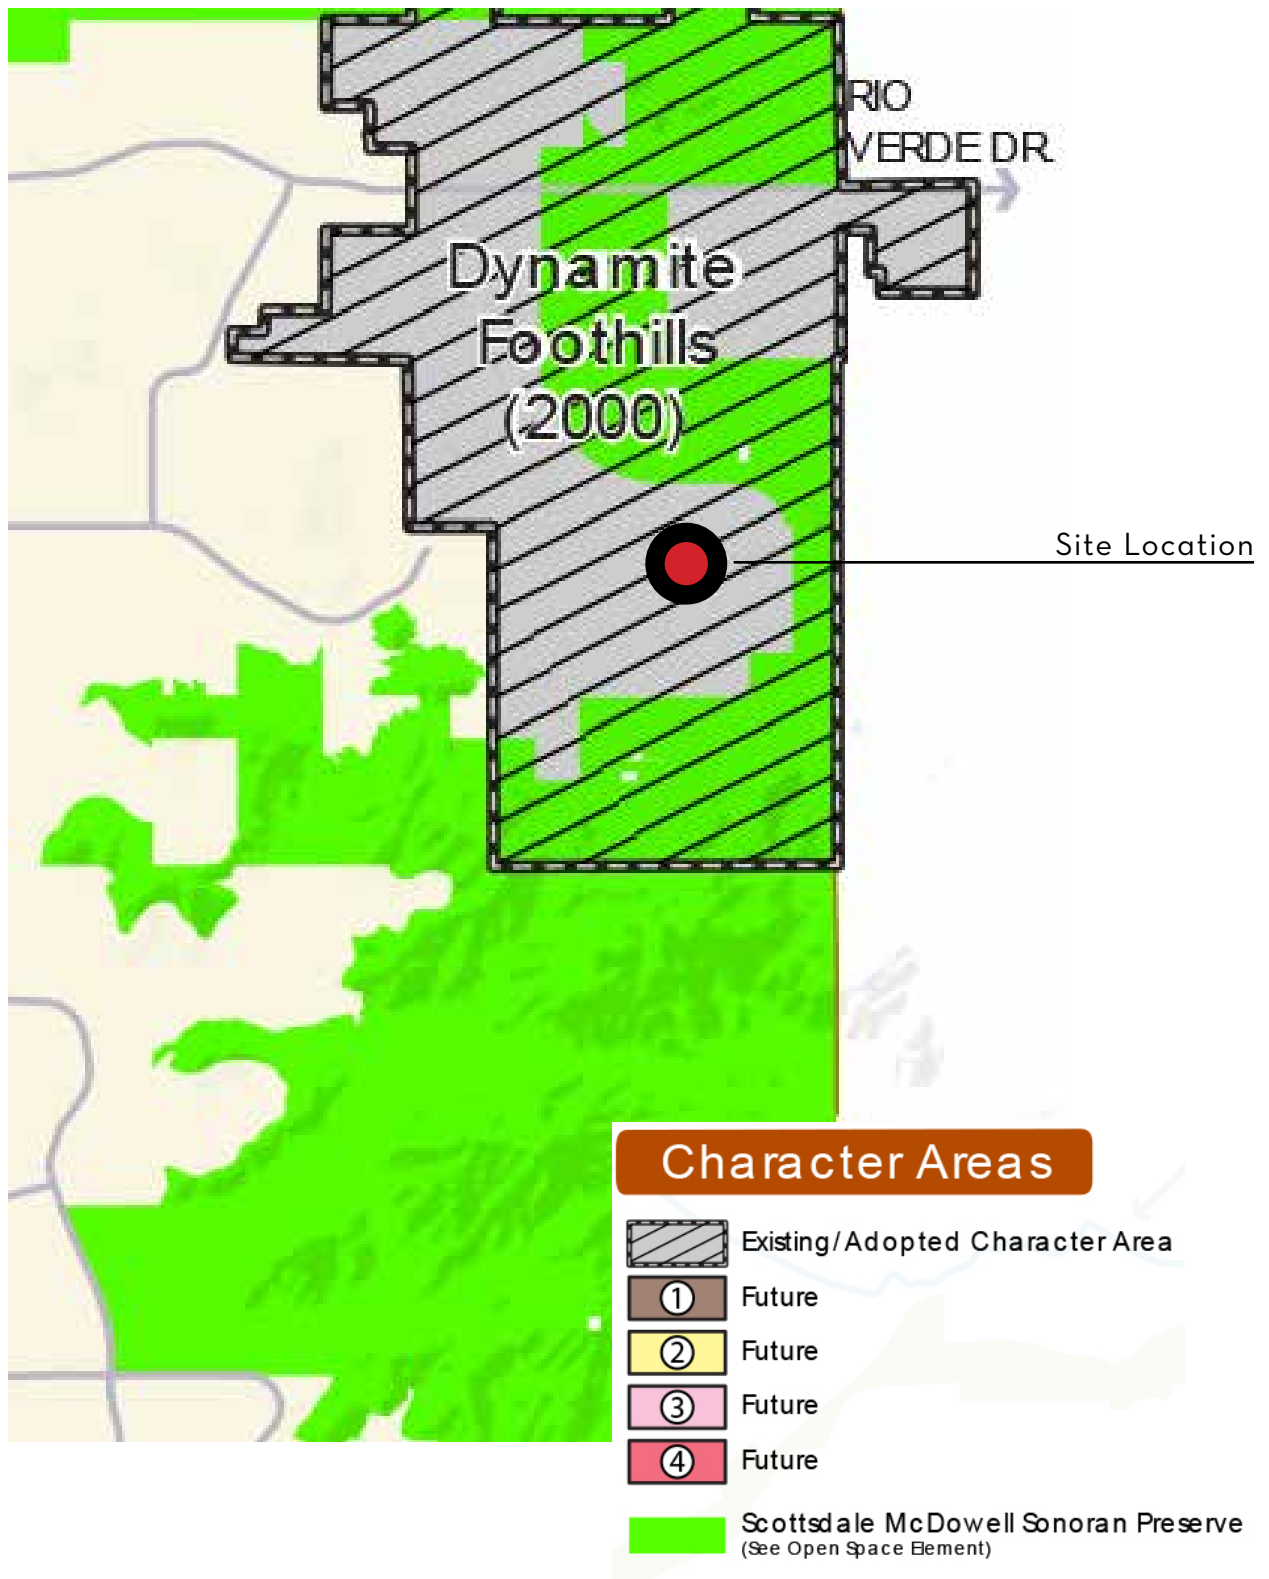 RIO
VERDE DR.
Dynamite
Foothills
(2000)
Site Location
Character Areas
Existing/Adopted Character Area
1 Future
2 Future
3 Future
4 Future
Scottsdale McDowell Sonoran Preserve
(See Open Space Element)